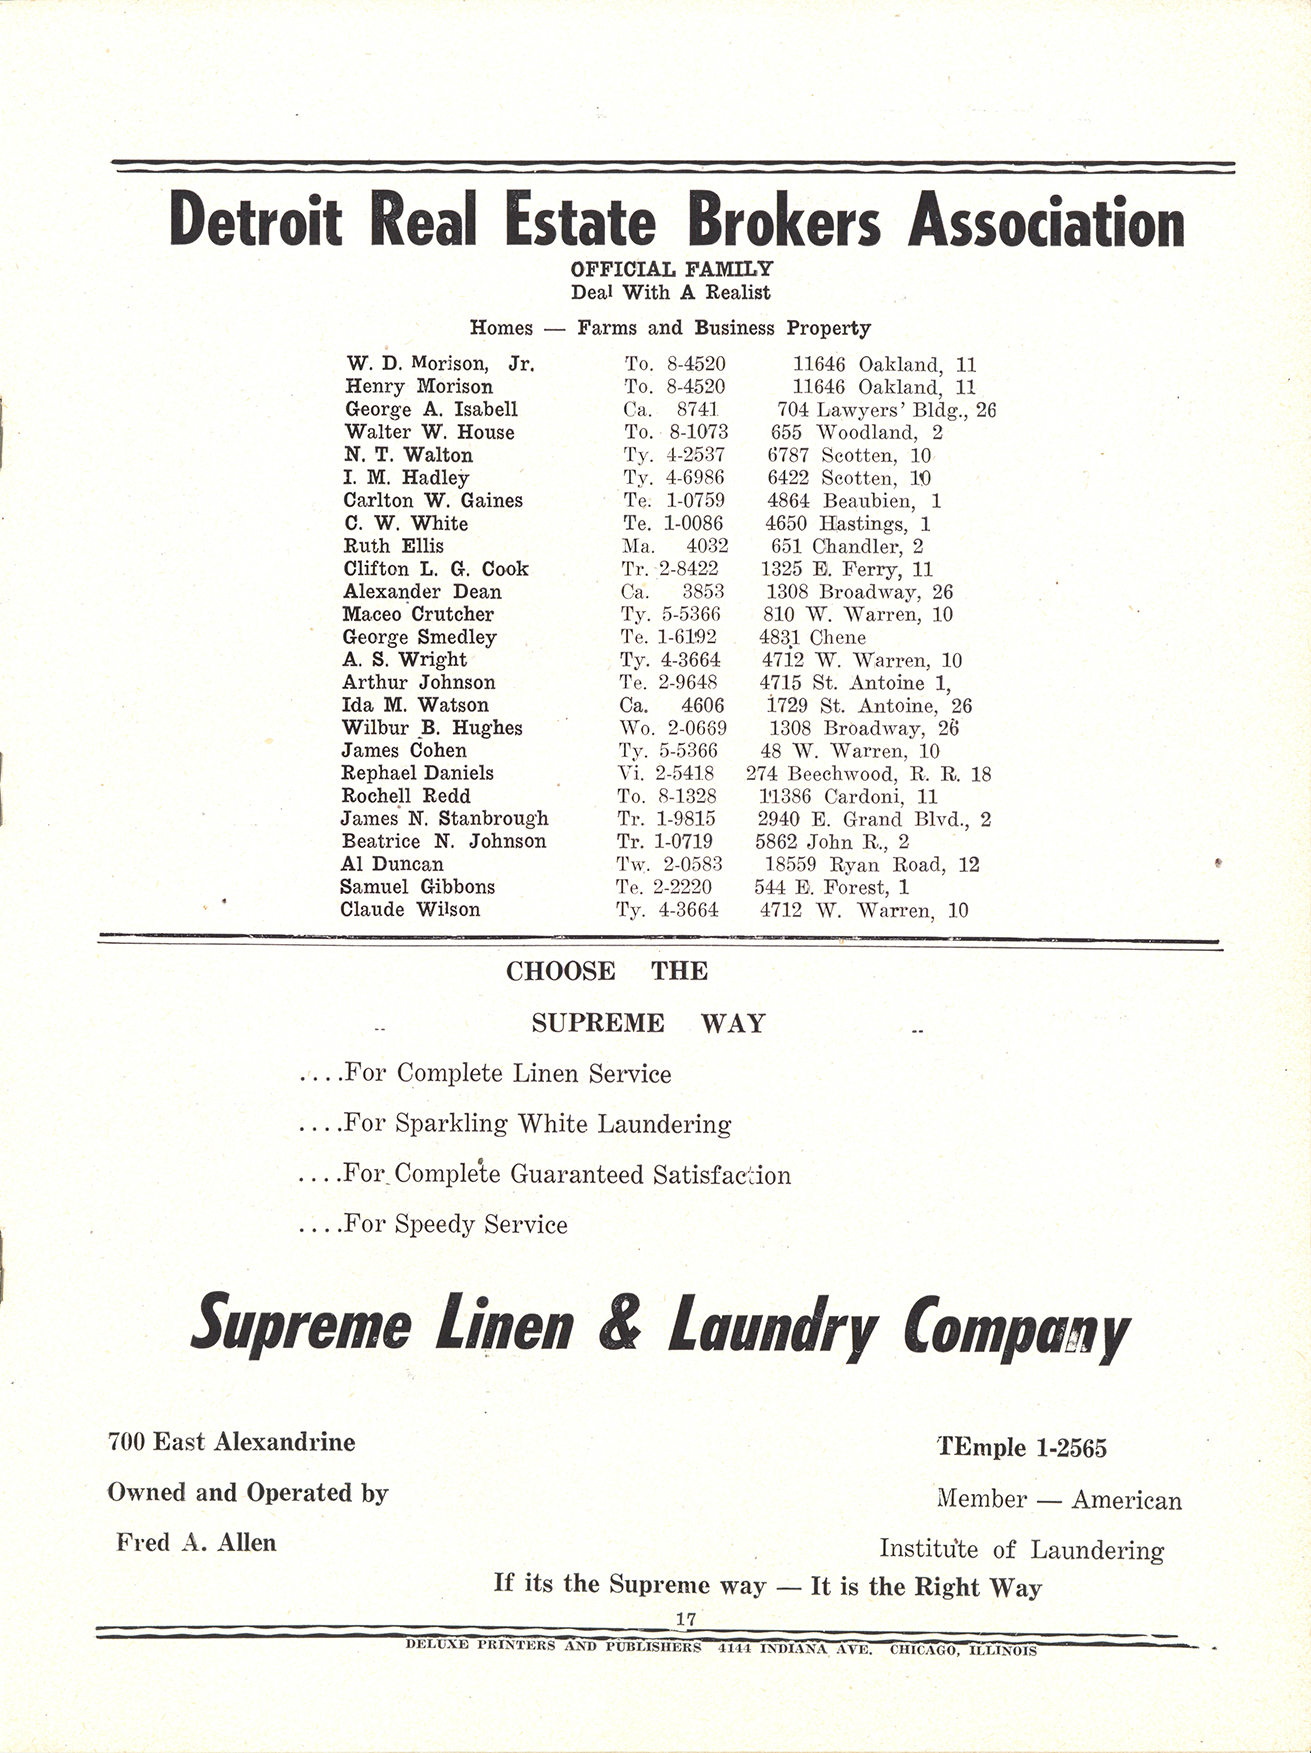 Detroit Real Estate Brokers Association
OFFICIAL FAMILY
Deal With A Realist
Homes — Farms and Business Property
W. D. Morison, Jr. To. 8-4520 11646 Oakland, 11
Henry Morison To. 8-4520 11646 Oakland, 11
George A. Isabell Ca. 8741 704 Lawyers' Bldg., 26
Walter W. House To. 8-1073 655 Woodland, 2
N. T. Walton Ty. 4-2537 6787 Scotten, 10
I. M. Hadley Ty. 4-6986 6422 Scotten, 10
Carlton W. Gaines Te. 1-0759 4864 Beaubien, 1
C. W. White Te. 1-0086 4650 Hastings, 1
Ruth Ellis Ma. 4032 651 Chandler, 2
Clifton L. G. Cook Tr. 2-8422 1325 E. Ferry, 11
Alexander Dean Ca. 3853 1308 Broadway, 26
Maceo Crutcher Ty. 5-5366 810 W. Warren, 10
George Smedley Te. 1-6192 4831 Chene
A. S. Wright Ty. 4-3664 4712 W. Warren, 10
Arthur Johnson Te. 2-9648 4715 St. Antoine 1,
Ida M. Watson Ca. 4606 1729 St. Antoine, 26
Wilbur B. Hughes Wo. 2-0669 1308 Broadway, 26
James Cohen Ty. 5-5366 48 W. Warren, 10
Rephael Daniels Vi. 2-5418 274 Beechwood, R. R. 18
Rochell Redd To. 8-1328 11386 Cardoni, 11
James N. Stanbrough Tr. 1-9815 2940 E. Grand Blvd., 2
Beatrice N. Johnson Tr. 1-0719 5862 John R., 2
Al Duncan Tw. 2-0583 18559 Ryan Road, 12
Samuel Gibbons Te. 2-2220 544 E. Forest, 1
Claude Wilson Ty. 4-3664 4712 W. Warren, 10
CHOOSE THE
SUPREME WAY
....For Complete Linen Service
....For Sparkling White Laundering
....For Complete Guaranteed Satisfaction
....For Speedy Service
Supreme Linen & Laundry Company
700 East Alexandrine
Owned and Operated by
Fred A. Allen
TEmple 1-2565
Member — American
Institute of Laundering
If its the Supreme way — It is the Right Way
17
DELUXE PRINTERS AND PUBLISHERS 4144 INDIANA AVE. CHICAGO, ILLINOIS